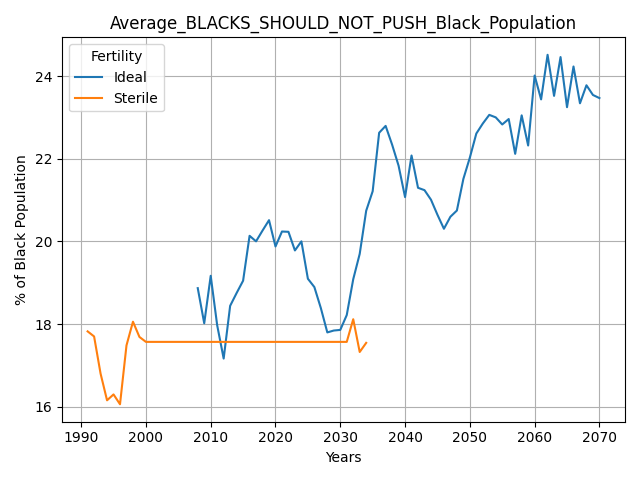 Average_BLACKS_SHOULD_NOT_PUSH_Black_Population
Fertility
Ideal
Sterile
% of Black Population
24
22
20
18
16
1990 2000 2010 2020 2030 2040 2050 2060 2070
Years